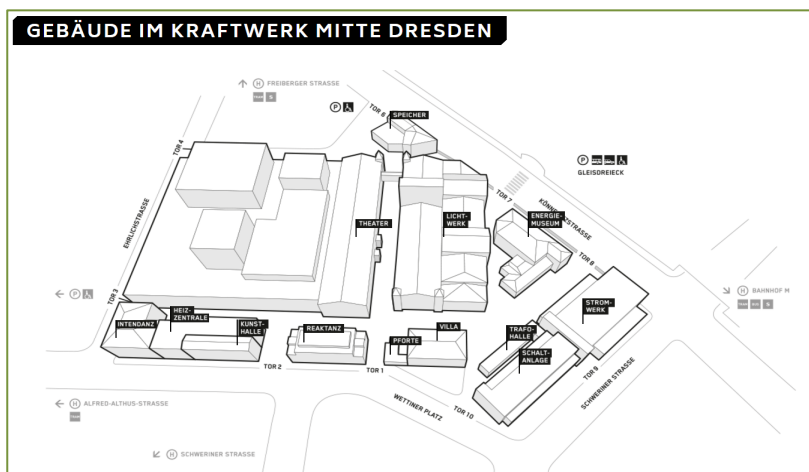 GEBÄUDE IM KRAFTWERK MITTE DRESDEN
H FREIBERGER STRASSE
S
P
TOR 6
SPEICHER
TOR 4
P
GLEISDREIECK
TOR 7
EHRLICHSTRASSE
THEATER
LICHT-
WERK
ENERGIE-
MUSEUM
TOR 8
TOR 3
P
H BAHNHOF M
S
INTENDANZ
HEIZ-
ZENTRALE
KUNST-
HALLE
REAKTANZ
PFORTE
VILLA
TRAFO-
HALLE
STROM-
WERK
SCHALT-
ANLAGE
TOR 2
TOR 1
TOR 9
SCHWERINER STRASSE
WETTINER PLATZ
TOR 10
H ALFRED-ALTHUS-STRASSE
H SCHWERINER STRASSE